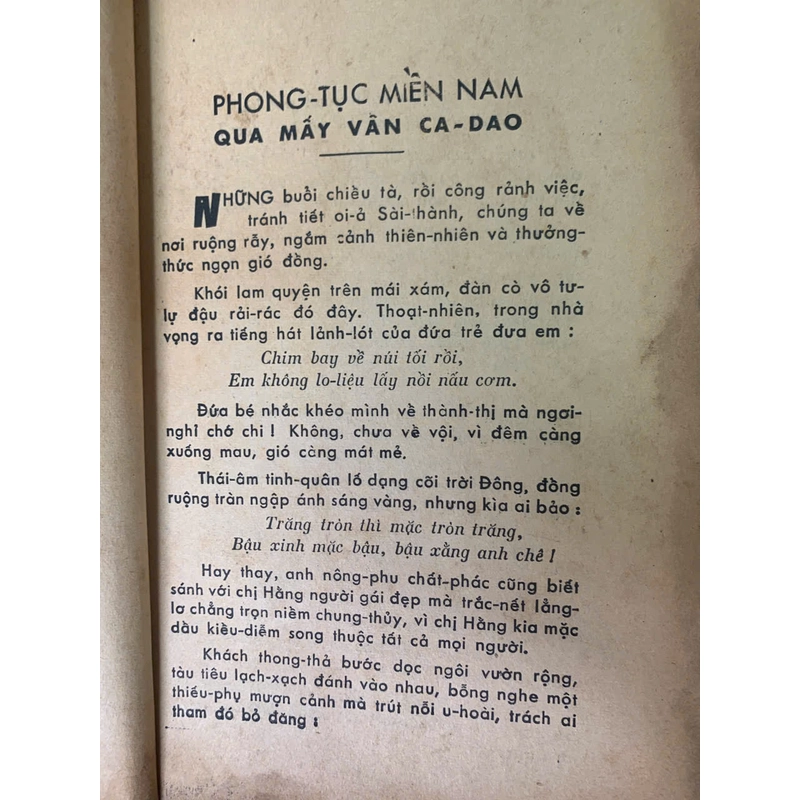 PHONG-TỤC MIỀN NAM
QUA MẤY VẦN CA-DAO
NHỮNG buổi chiều tà, rồi công rảnh việc,
tránh tiết oi-ả Sài-thành, chúng ta về
nơi ruộng rẫy, ngắm cảnh thiên-nhiên và thưởng-
thức ngọn gió đồng.
Khói lam quyện trên mái xám, đàn cò vô tư-
lự đậu rải-rác đó đây. Thoạt-nhiên, trong nhà
vọng ra tiếng hát lảnh-lót của đứa trẻ đưa em :
Chim bay về núi tối rồi,
Em không lo-liệu lấy nồi nấu cơm.
Đứa bé nhắc khéo mình về thành-thị mà ngơi-
nghỉ chớ chi ! Không, chưa về vội, vì đêm càng
xuống mau, gió càng mát mẻ.
Thái-âm tinh-quân ló dạng cõi trời Đông, đồng
ruộng tràn ngập ánh sáng vàng, nhưng kìa ai bảo :
Trăng tròn thì mặc tròn trăng,
Bậu xinh mặc bậu, bậu xằng anh chê !
Hay thay, anh nông-phu chất-phác cũng biết
sánh với chị Hằng người gái đẹp mà trắc-nết lẳng-
lơ chẳng trọn niềm chung-thủy, vì chị Hằng kia mặc
dầu kiều-diễm song thuộc tất cả mọi người.
Khách thong-thả bước dọc ngôi vườn rộng,
tàu tiêu lạch-xạch đánh vào nhau, bỗng nghe một
thiếu-phụ mượn cảnh mà trút nỗi u-hoài, trách ai
tham đó bỏ đăng :